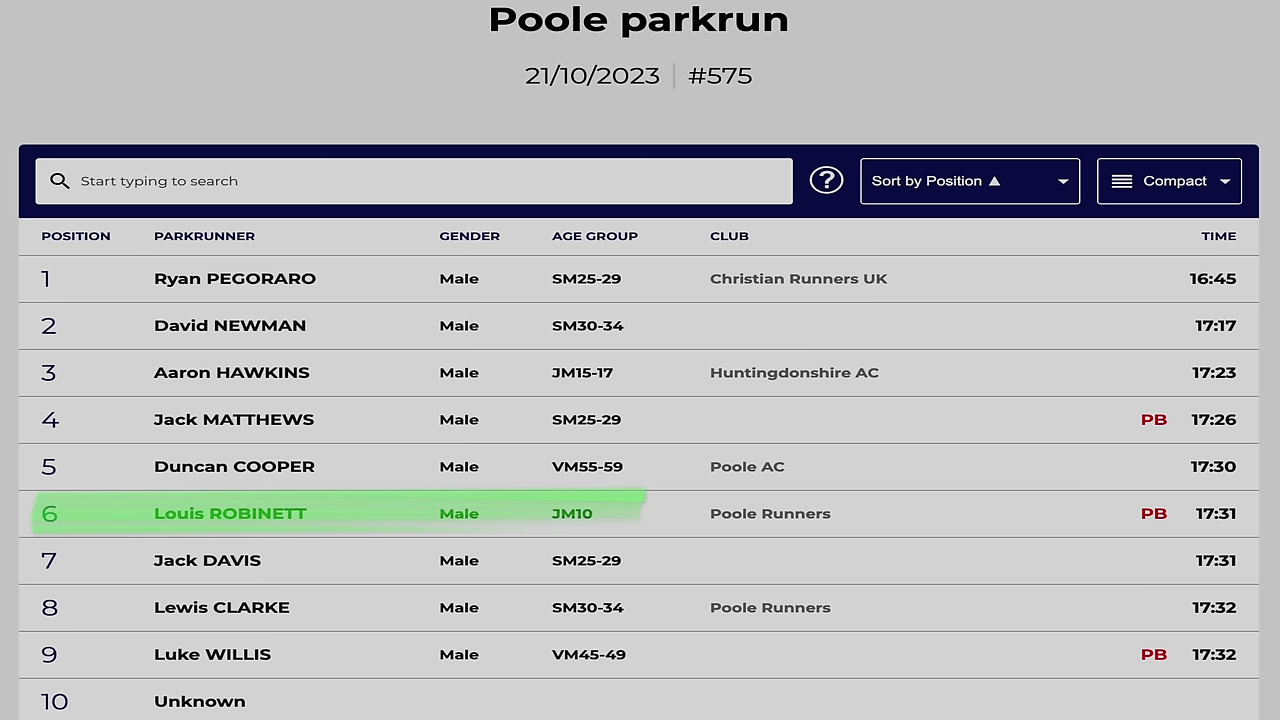 Poole parkrun
21/10/2023 | #575
Start typing to search ? Sort by Position ▲ Compact
POSITION PARKRUNNER GENDER AGE GROUP CLUB TIME
1 Ryan PEGORARO Male SM25-29 Christian Runners UK 16:45
2 David NEWMAN Male SM30-34 17:17
3 Aaron HAWKINS Male JM15-17 Huntingdonshire AC 17:23
4 Jack MATTHEWS Male SM25-29 PB 17:26
5 Duncan COOPER Male VM55-59 Poole AC 17:30
6 Louis ROBINETT Male JM10 Poole Runners PB 17:31
7 Jack DAVIS Male SM25-29 17:31
8 Lewis CLARKE Male SM30-34 Poole Runners 17:32
9 Luke WILLIS Male VM45-49 PB 17:32
10 Unknown